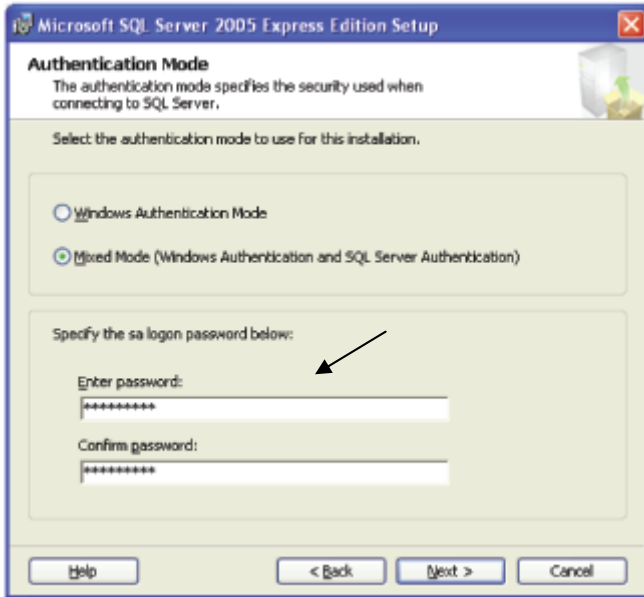 Microsoft SQL Server 2005 Express Edition Setup
Authentication Mode
The authentication mode specifies the security used when
connecting to SQL Server.
Select the authentication mode to use for this installation.
Windows Authentication Mode
Mixed Mode (Windows Authentication and SQL Server Authentication)
Specify the sa logon password below:
Enter password:
*********
Confirm password:
*********
Help
< Back
Next >
Cancel